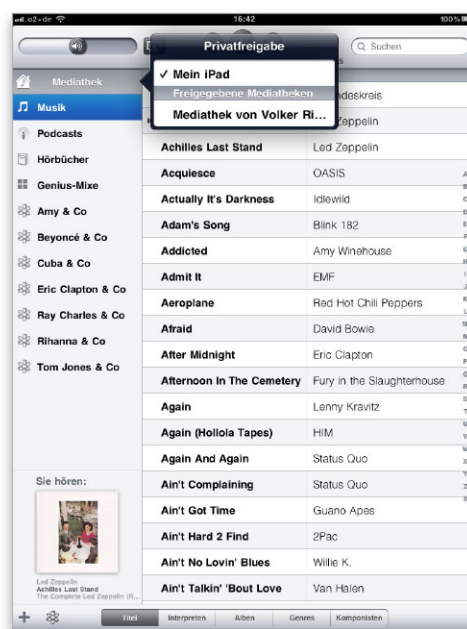 o2-de 16:42 100%
Privatfreigabe
Suchen
Mein iPad
Freigegebene Mediatheken
Mediathek von Volker Ri...
Mediathek
Musik
Podcasts
Hörbücher
Genius-Mixe
Amy & Co
Beyoncé & Co
Cuba & Co
Eric Clapton & Co
Ray Charles & Co
Rihanna & Co
Tom Jones & Co
ndeskreis
Zeppelin
Achilles Last Stand Led Zeppelin
Acquiesce OASIS
Actually It's Darkness Idlewild
Adam's Song Blink 182
Addicted Amy Winehouse
Admit It EMF
Aeroplane Red Hot Chili Peppers
Afraid David Bowie
After Midnight Eric Clapton
Afternoon In The Cemetery Fury in the Slaughterhouse
Again Lenny Kravitz
Again (Hollola Tapes) HIM
Again And Again Status Quo
Ain't Complaining Status Quo
Ain't Got Time Guano Apes
Ain't Hard 2 Find 2Pac
Ain't No Lovin' Blues Willie K.
Ain't Talkin' 'Bout Love Van Halen
Sie hören:
Led Zeppelin
Achilles Last Stand
The Complete Led Zeppelin (R...
Titel Interpreten Alben Genres Komponisten